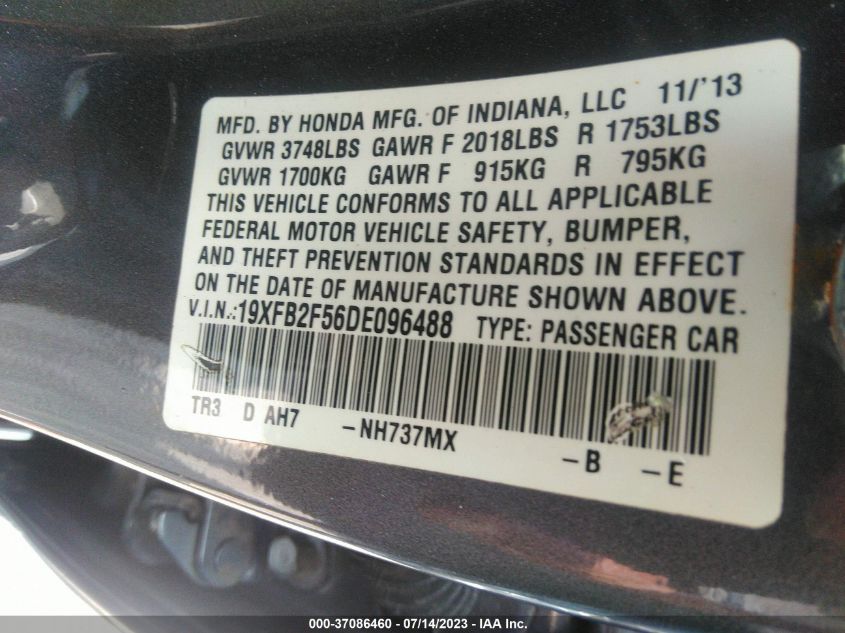 MFD. BY HONDA MFG. OF INDIANA, LLC 11/'13
GVWR 3748LBS GAWR F 2018LBS R 1753LBS
GVWR 1700KG GAWR F 915KG R 795KG
THIS VEHICLE CONFORMS TO ALL APPLICABLE
FEDERAL MOTOR VEHICLE SAFETY, BUMPER,
AND THEFT PREVENTION STANDARDS IN EFFECT
ON THE DATE OF MANUFACTURE SHOWN ABOVE.
V.I.N.:19XFB2F56DE096488 TYPE: PASSENGER CAR
TR3 D AH7 -NH737MX -B -E
000-37086460 - 07/14/2023 - IAA Inc.